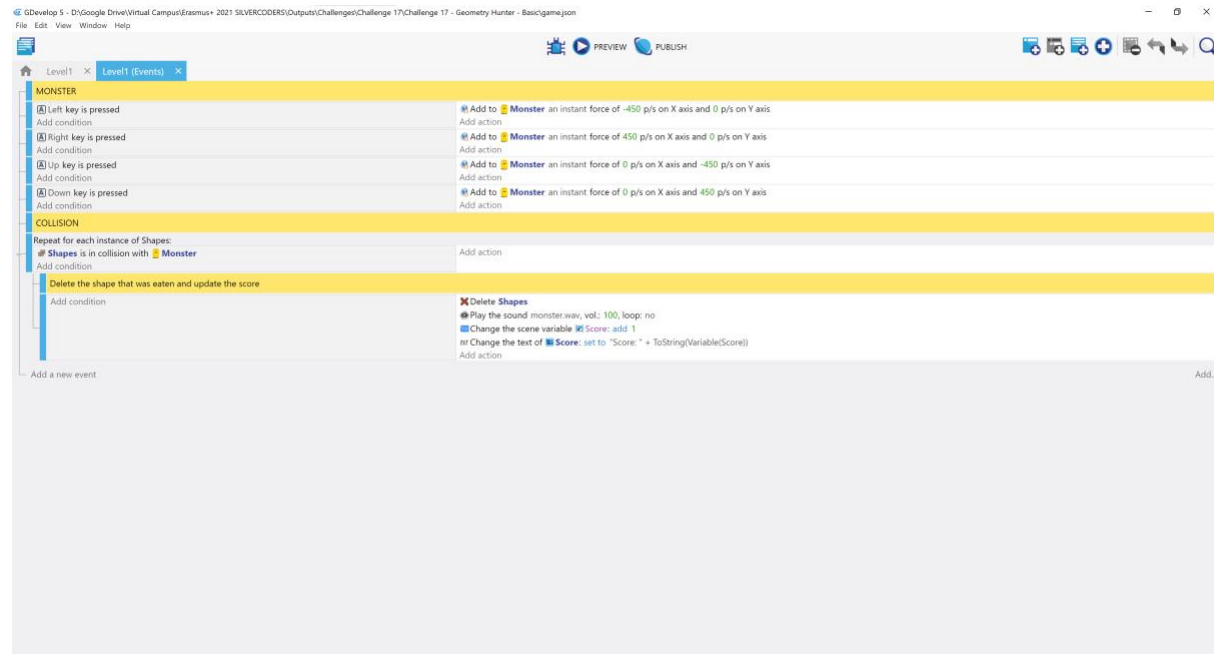 GDevelop 5 - D:\Google Drive\Virtual Campus\Erasmus+ 2021 SILVERCODERS\Outputs\Challenges\Challenge 17\Challenge 17 - Geometry Hunter - Basic\game.json
File Edit View Window Help
PREVIEW PUBLISH
Level1 × Level1 (Events) ×
MONSTER
Left key is pressed Add to Monster an instant force of -450 p/s on X axis and 0 p/s on Y axis
Add condition Add action
Right key is pressed Add to Monster an instant force of 450 p/s on X axis and 0 p/s on Y axis
Add condition Add action
Up key is pressed Add to Monster an instant force of 0 p/s on X axis and -450 p/s on Y axis
Add condition Add action
Down key is pressed Add to Monster an instant force of 0 p/s on X axis and 450 p/s on Y axis
Add condition Add action
COLLISION
Repeat for each instance of Shapes:
Shapes is in collision with Monster Add action
Add condition
Delete the shape that was eaten and update the score
Add condition Delete Shapes
Play the sound monster.wav, vol.: 100, loop: no
Change the scene variable Score: add 1
Change the text of Score: set to "Score: " + ToString(Variable(Score))
Add action
Add a new event Add.